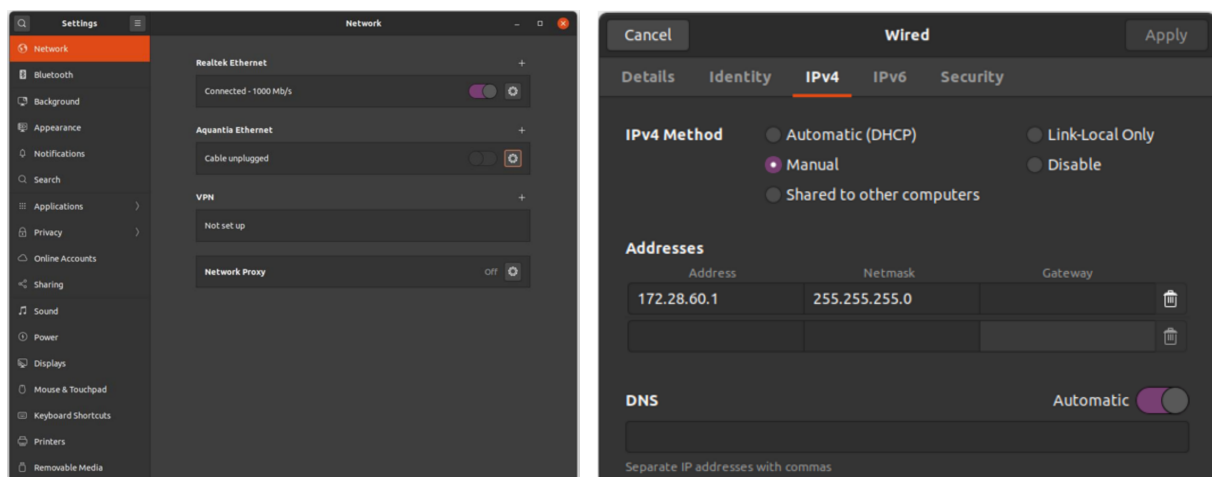 Settings
Network
Network
Bluetooth
Background
Appearance
Notifications
Search
Applications
Privacy
Online Accounts
Sharing
Sound
Power
Displays
Mouse & Touchpad
Keyboard Shortcuts
Printers
Removable Media
Realtek Ethernet
Connected - 1000 Mb/s
Aquantia Ethernet
Cable unplugged
VPN
Not set up
Network Proxy Off
Cancel Wired Apply
Details Identity IPv4 IPv6 Security
IPv4 Method Automatic (DHCP) Link-Local Only
Manual Disable
Shared to other computers
Addresses
Address Netmask Gateway
172.28.60.1 255.255.255.0
DNS Automatic
Separate IP addresses with commas